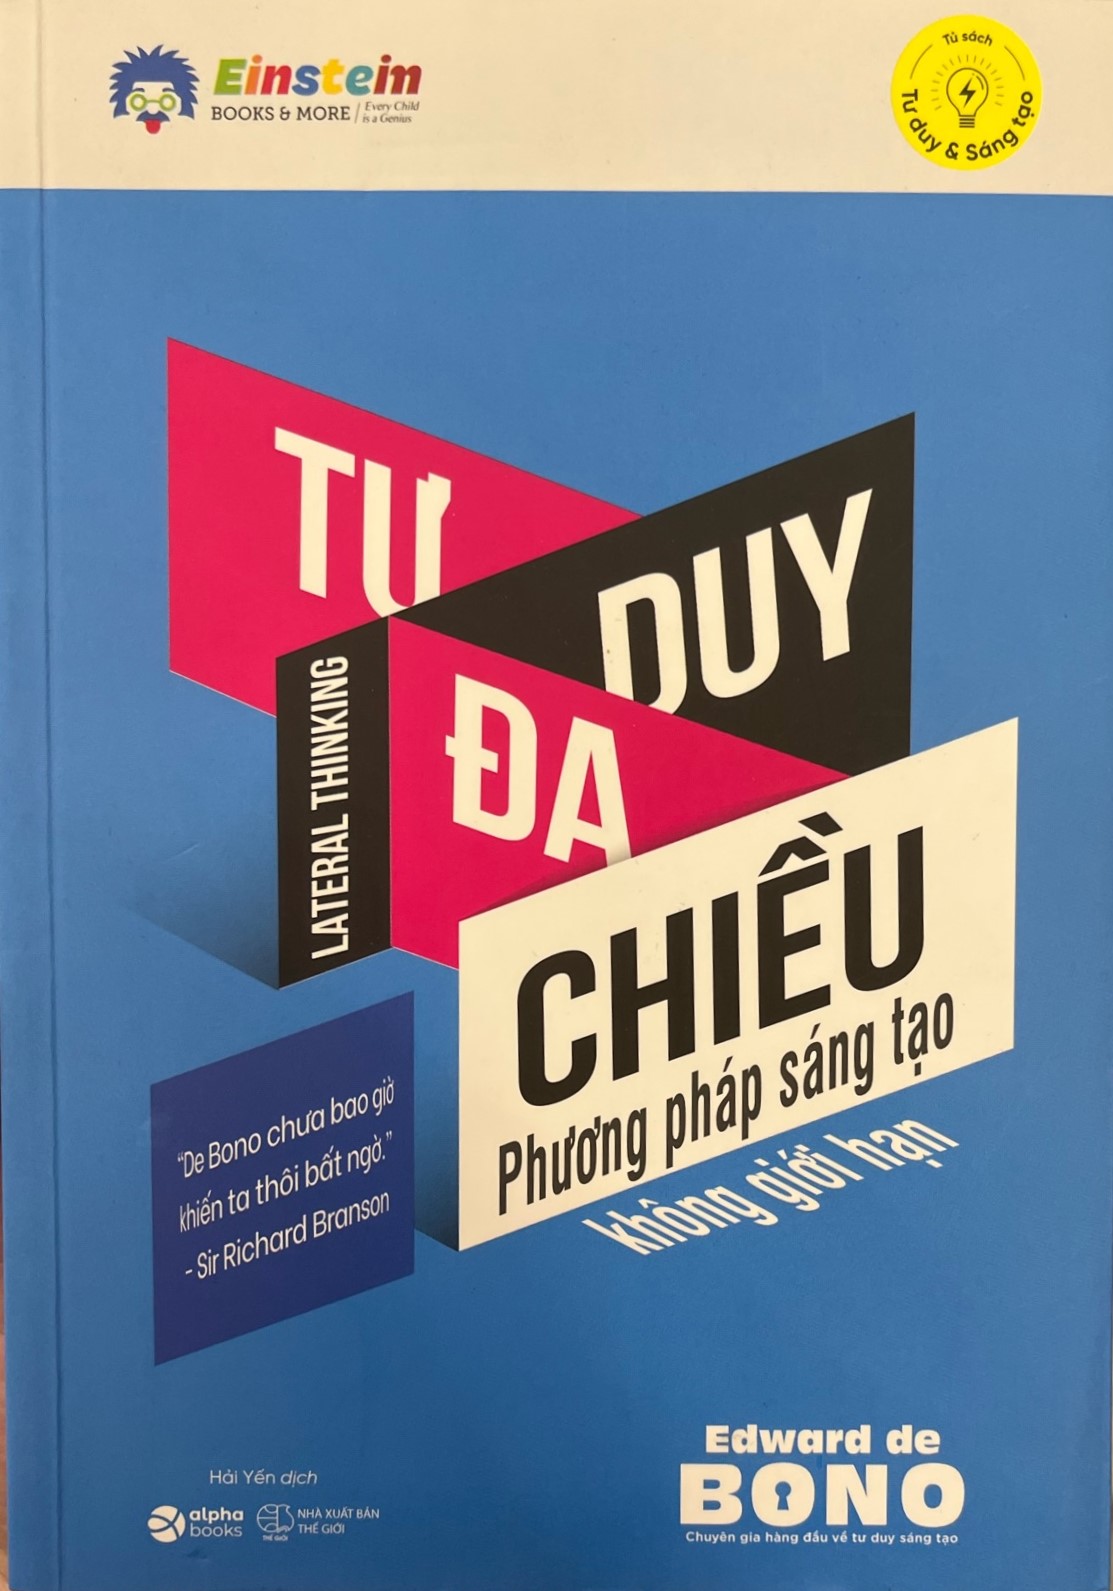 Einstein
BOOKS & MORE
Every Child
is a Genius
Tủ sách
Tư duy & Sáng tạo
TƯ
DUY
LATERAL THINKING
ĐA
CHIỀU
Phương pháp sáng tạo
không giới hạn
“De Bono chưa bao giờ
khiến ta thôi bất ngờ.”
- Sir Richard Branson
Edward de
BONO
Chuyên gia hàng đầu về tư duy sáng tạo
Hải Yến dịch
alpha
books
THẾ GIỚI
NHÀ XUẤT BẢN
THẾ GIỚI